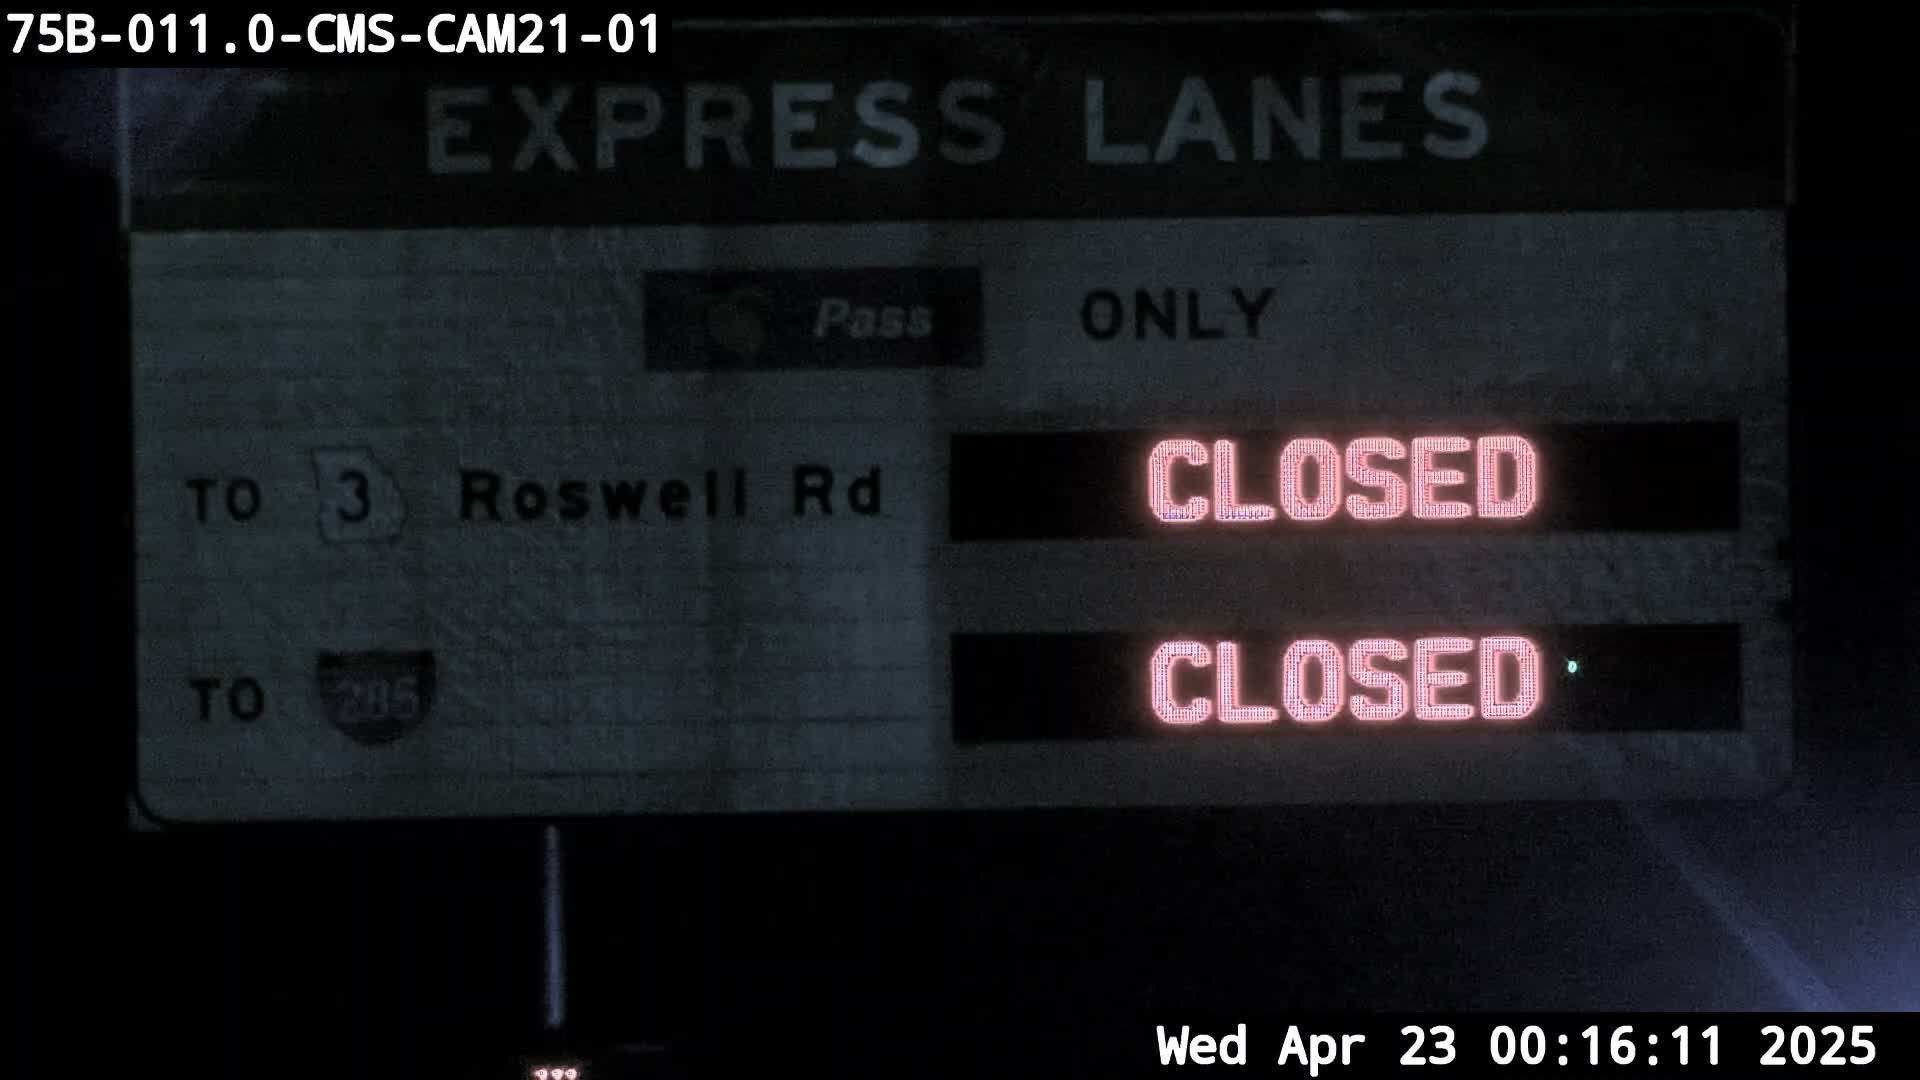 75B-011.0-CMS-CAM21-01
EXPRESS LANES
Pass ONLY
TO 3 Roswell Rd CLOSED
TO 285 CLOSED
Wed Apr 23 00:16:11 2025